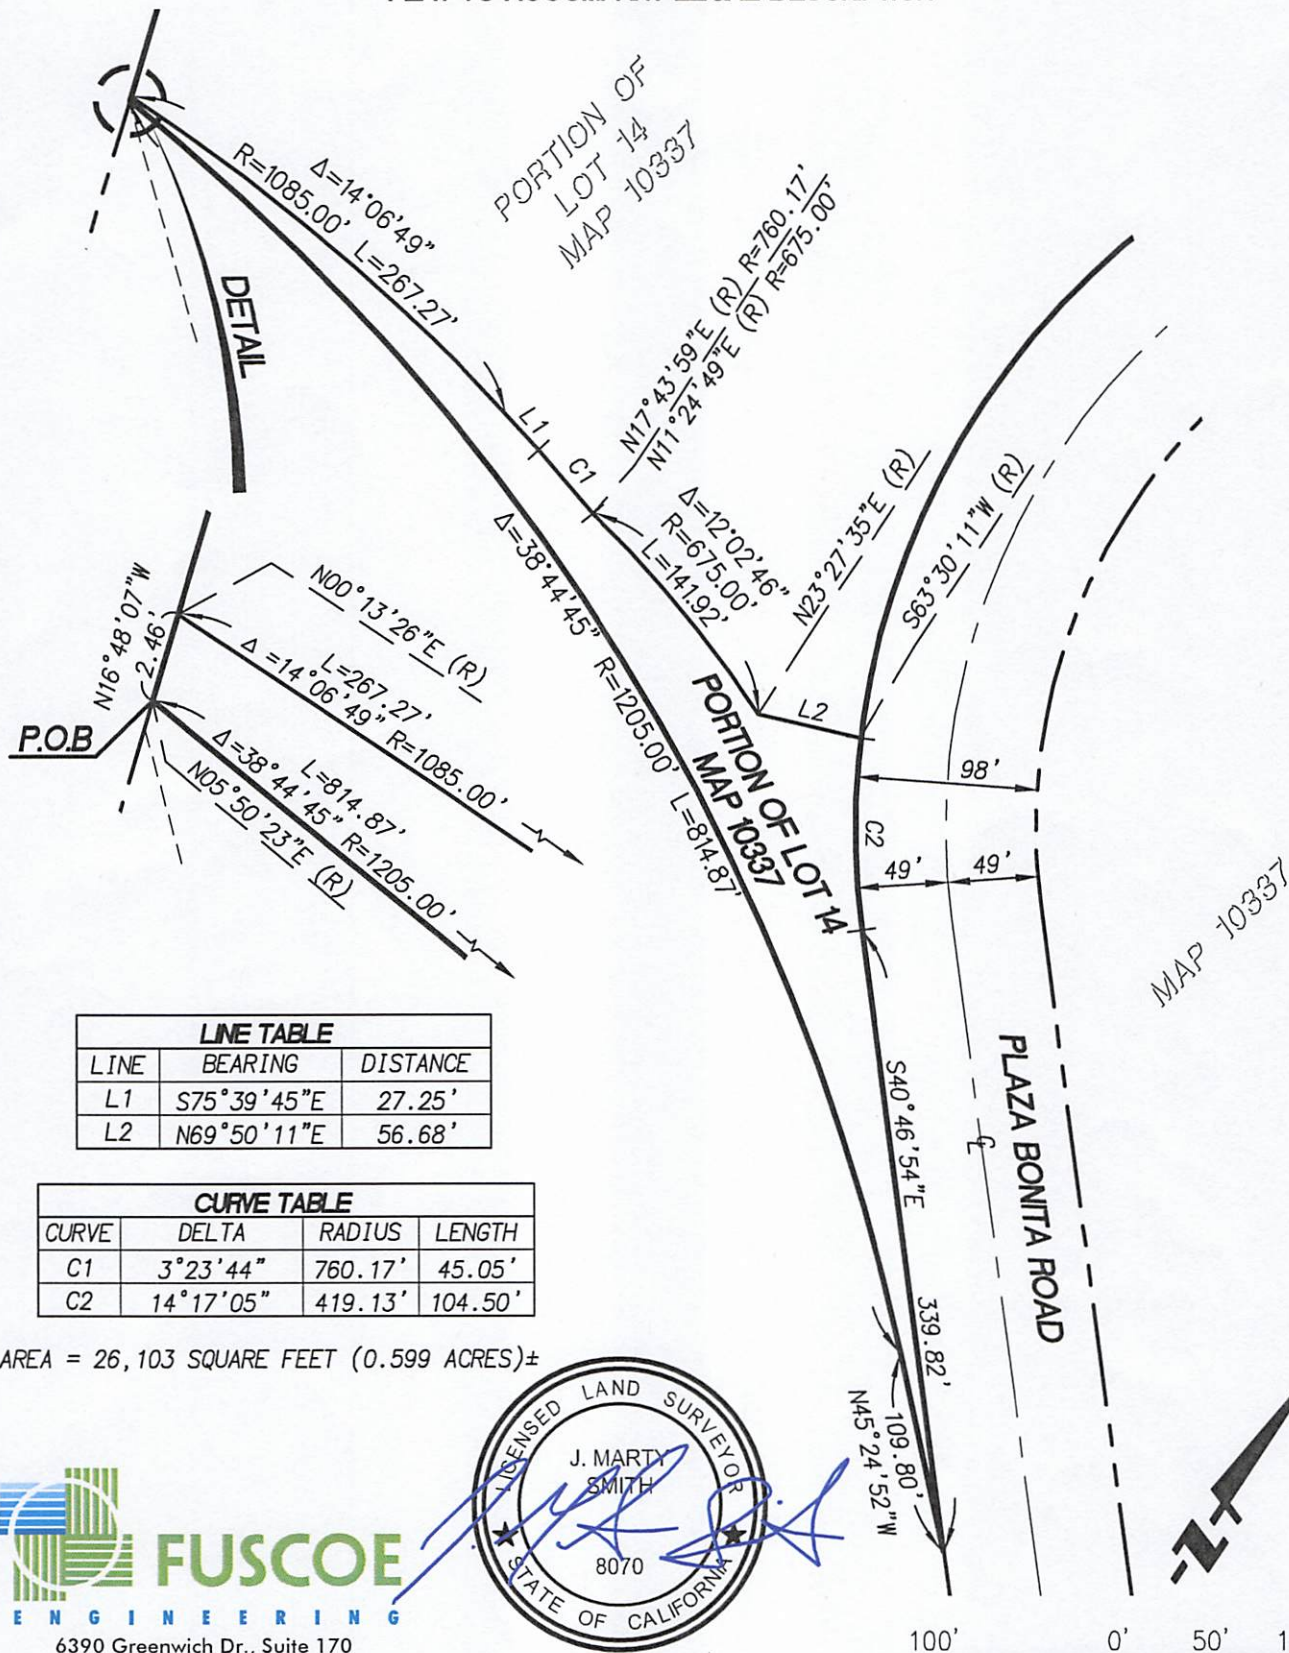 PORTION OF
LOT 14
MAP 10337
Δ=14°06'49"
R=1085.00' L=267.27'
DETAIL
N17°43'59"E (R) R=760.17'
N11°24'49"E (R) R=675.00'
L1
C1
Δ=12°02'46"
R=675.00'
L=141.92'
N23°27'35"E (R)
S63°30'11"W (R)
Δ=38°44'45" R=1205.00' L=814.87'
L2
N16°48'07"W
2.46'
N00°13'26"E (R)
L=267.27'
Δ=14°06'49" R=1085.00'
P.O.B
L=814.87'
Δ=38°44'45" R=1205.00'
N05°50'23"E (R)
PORTION OF LOT 14
MAP 10337
98'
C2
49'
49'
MAP 10337
S40°46'54"E
339.82'
PLAZA BONITA ROAD
℄
109.80'
N45°24'52"W
LINE TABLE
LINE BEARING DISTANCE
L1 S75°39'45"E 27.25'
L2 N69°50'11"E 56.68'
CURVE TABLE
CURVE DELTA RADIUS LENGTH
C1 3°23'44" 760.17' 45.05'
C2 14°17'05" 419.13' 104.50'
AREA = 26,103 SQUARE FEET (0.599 ACRES)±
LICENSED LAND SURVEYOR
J. MARTY
SMITH
8070
STATE OF CALIFORNIA
FUSCOE
ENGINEERING
6390 Greenwich Dr., Suite 170
N
100' 0' 50' 1